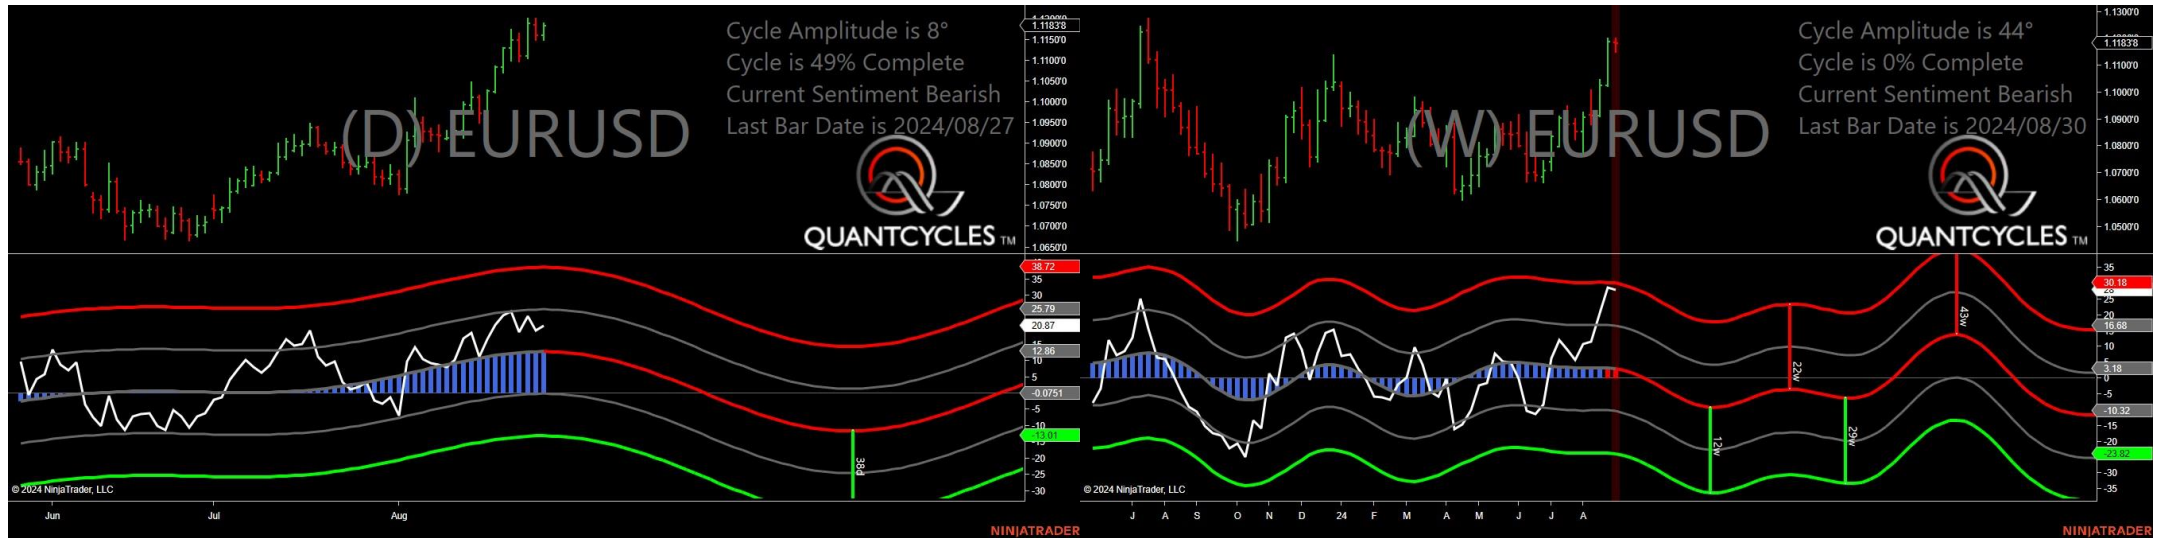 Cycle Amplitude is 8°
Cycle is 49% Complete
Current Sentiment Bearish
Last Bar Date is 2024/08/27
(D) EURUSD
QUANTCYCLES TM
1.1183'8
1.1150'0
1.1100'0
1.1050'0
1.1000'0
1.0950'0
1.0900'0
1.0850'0
1.0800'0
1.0750'0
1.0700'0
1.0650'0
38.72
35
30
25.79
20.87
15
12.86
10
5
-0.0751
-5
-10
-13.01
-20
-25
-30
38d
© 2024 NinjaTrader, LLC
Jun Jul Aug
NINJATRADER
Cycle Amplitude is 44°
Cycle is 0% Complete
Current Sentiment Bearish
Last Bar Date is 2024/08/30
(W) EURUSD
QUANTCYCLES TM
1.1300'0
1.1183'8
1.1100'0
1.1000'0
1.0900'0
1.0800'0
1.0700'0
1.0600'0
1.0500'0
35
30.18
25
20
16.68
10
5
3.18
0
-5
-10.32
-15
-20
-23.82
-30
-35
12w
22w
29w
43w
© 2024 NinjaTrader, LLC
J A S O N D 24 F M A M J J A
NINJATRADER